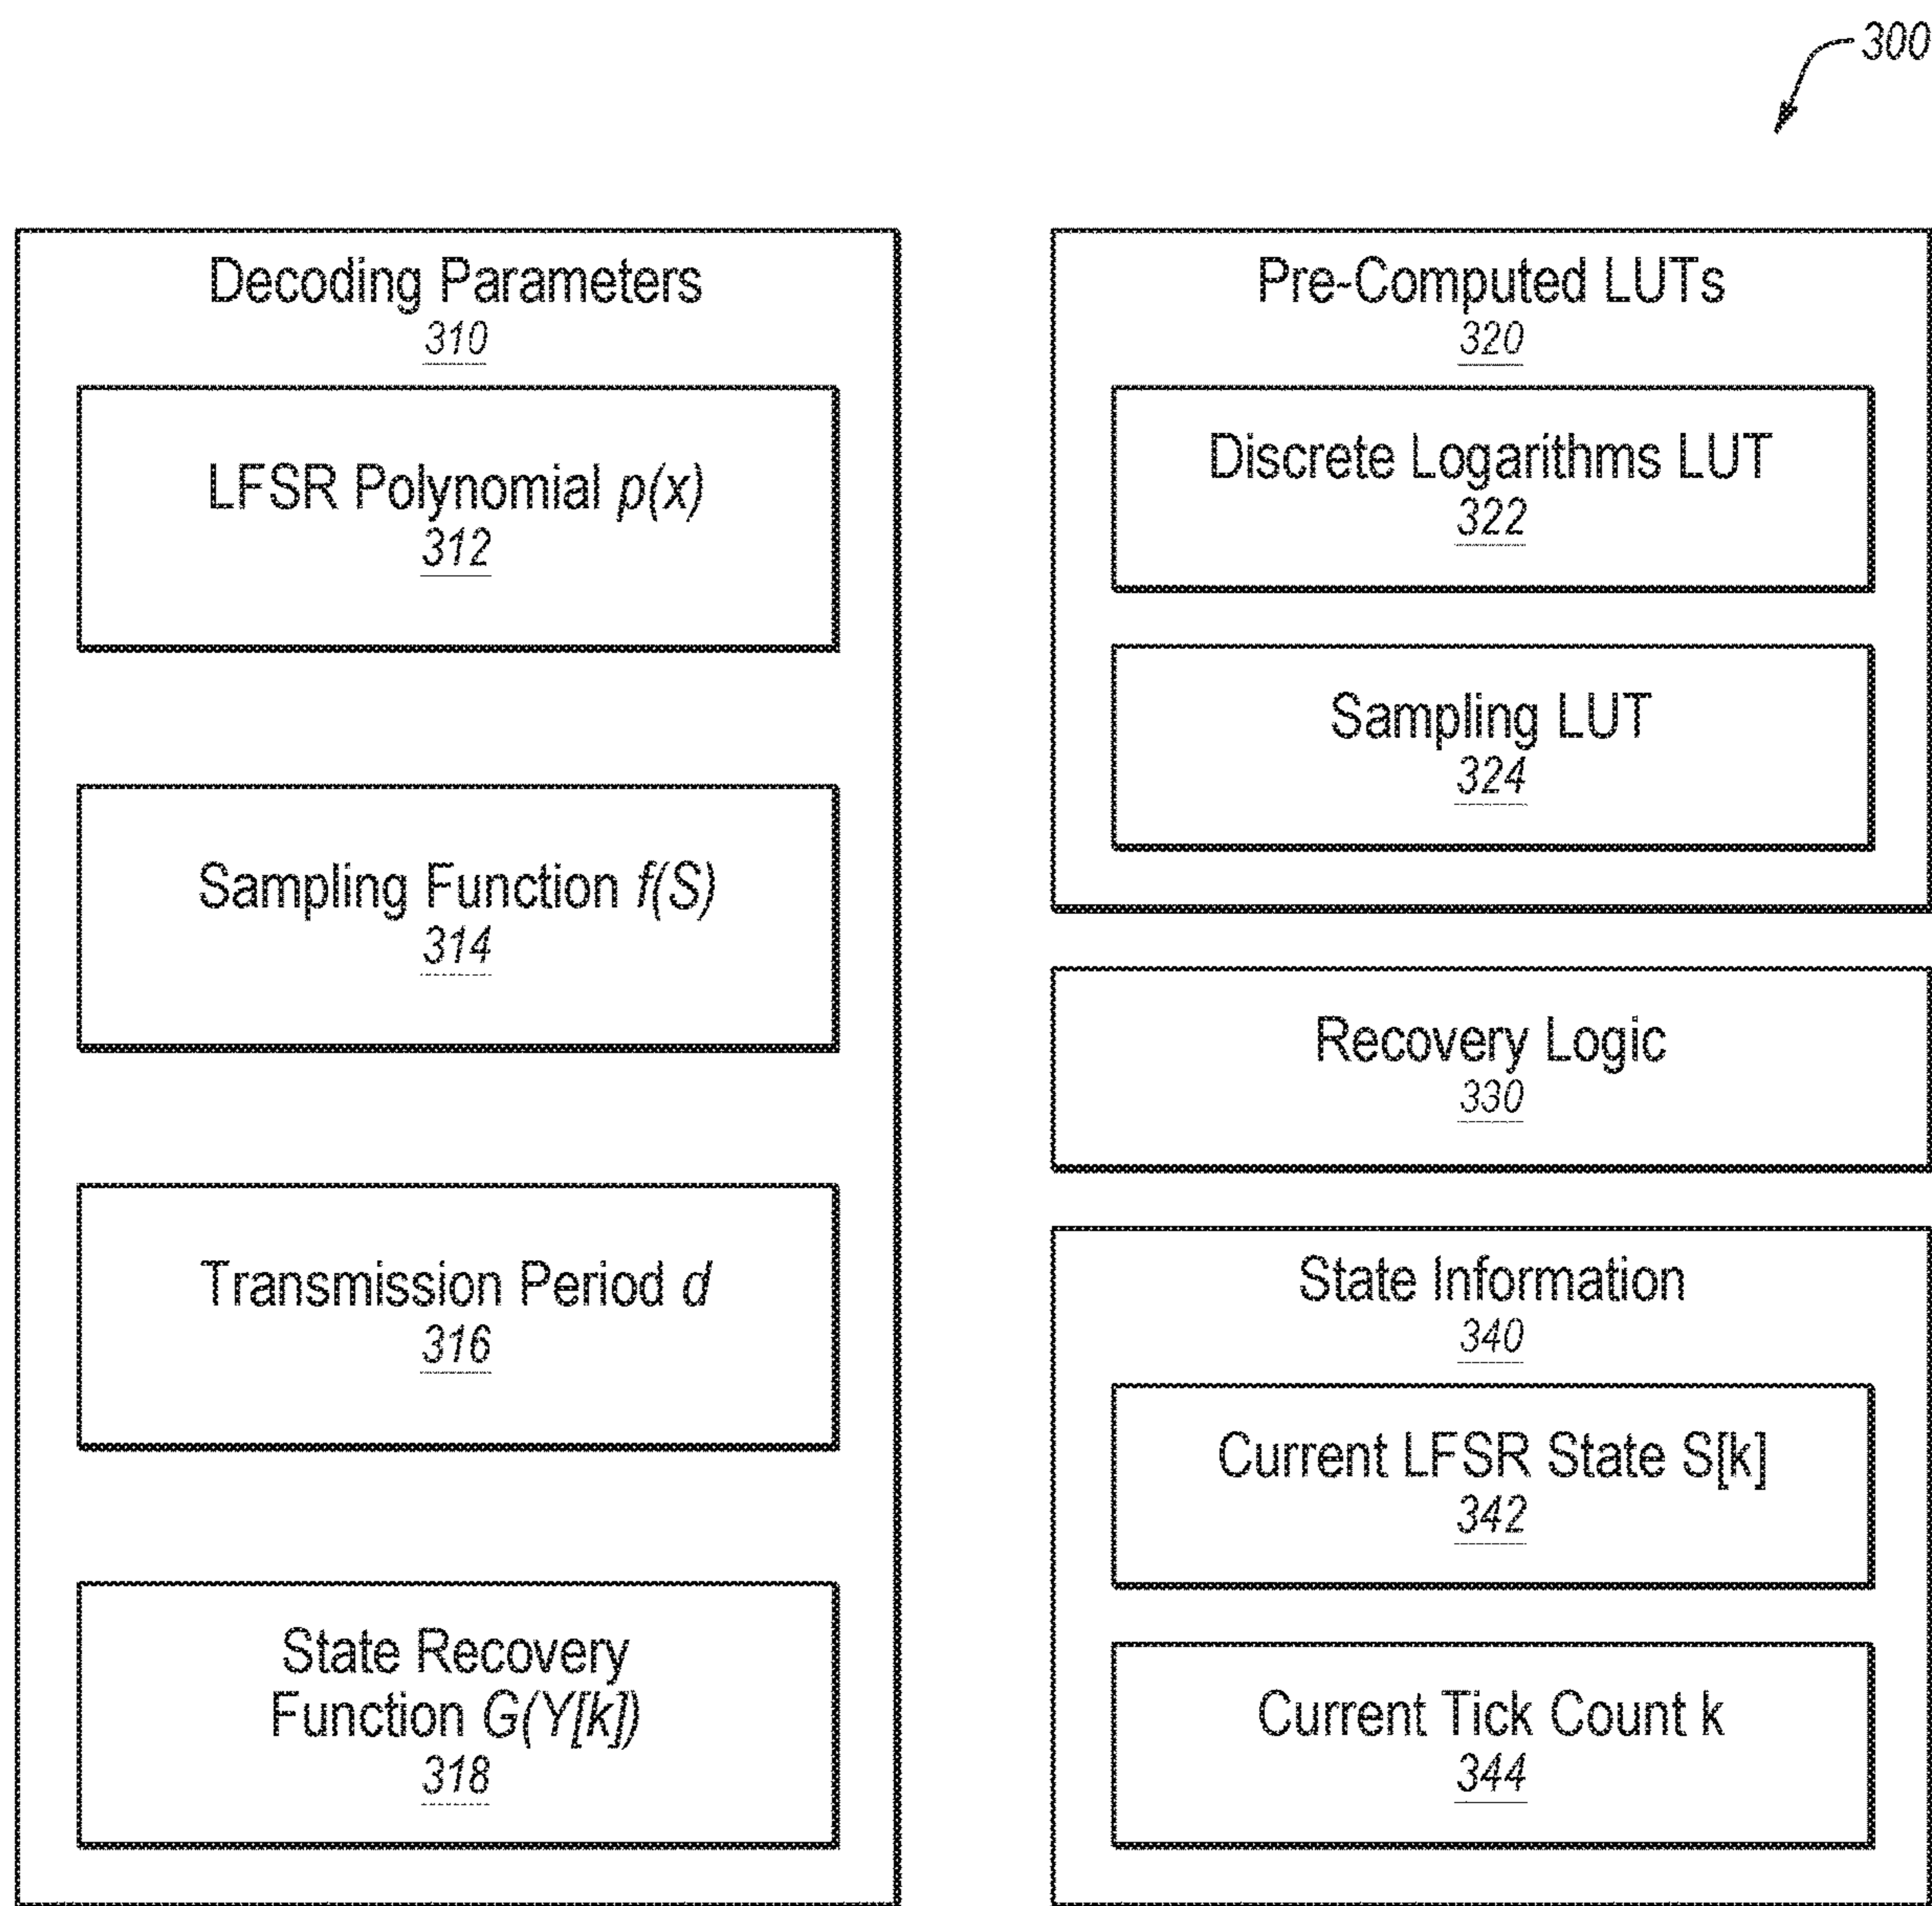 300
Decoding Parameters
310
LFSR Polynomial p(x)
312
Sampling Function f(S)
314
Transmission Period d
316
State Recovery
Function G(Y[k])
318
Pre-Computed LUTs
320
Discrete Logarithms LUT
322
Sampling LUT
324
Recovery Logic
330
State Information
340
Current LFSR State S[k]
342
Current Tick Count k
344